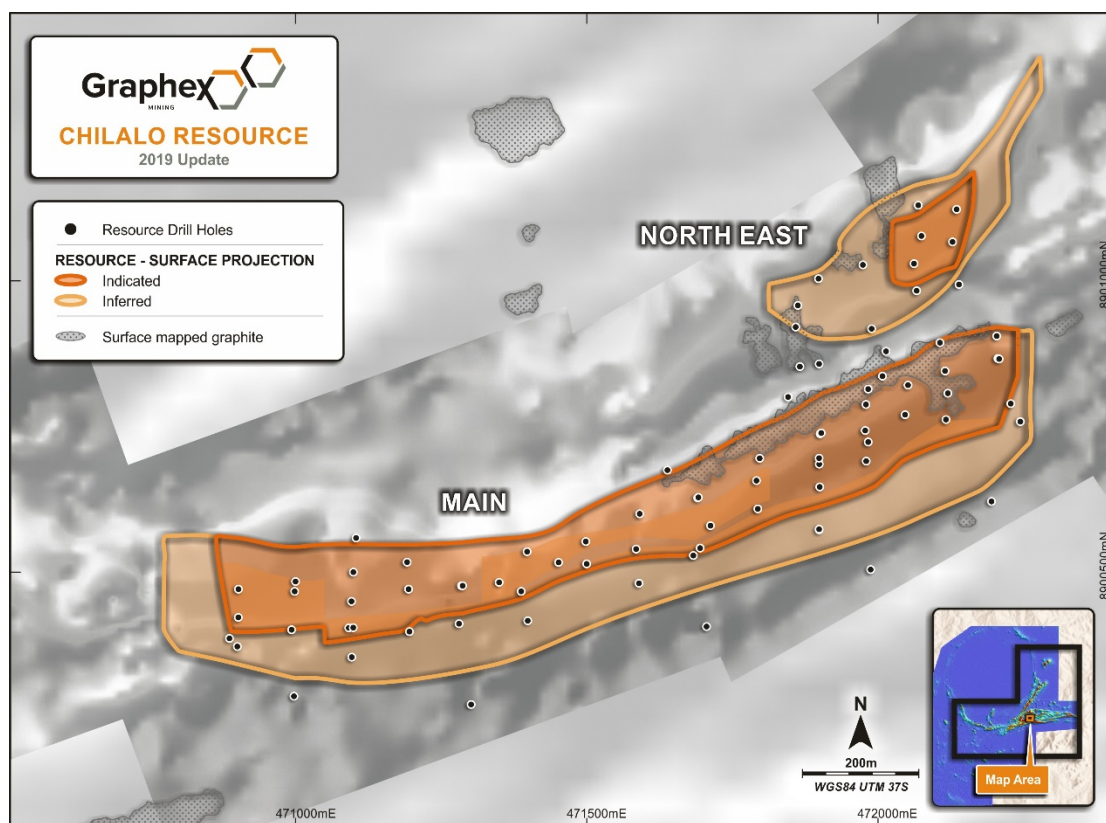 Graphex
MINING
CHILALO RESOURCE
2019 Update
Resource Drill Holes
RESOURCE - SURFACE PROJECTION
Indicated
Inferred
Surface mapped graphite
NORTH EAST
MAIN
8901000mN
8900500mN
N
200m
WGS84 UTM 37S
Map Area
471000mE
471500mE
472000mE